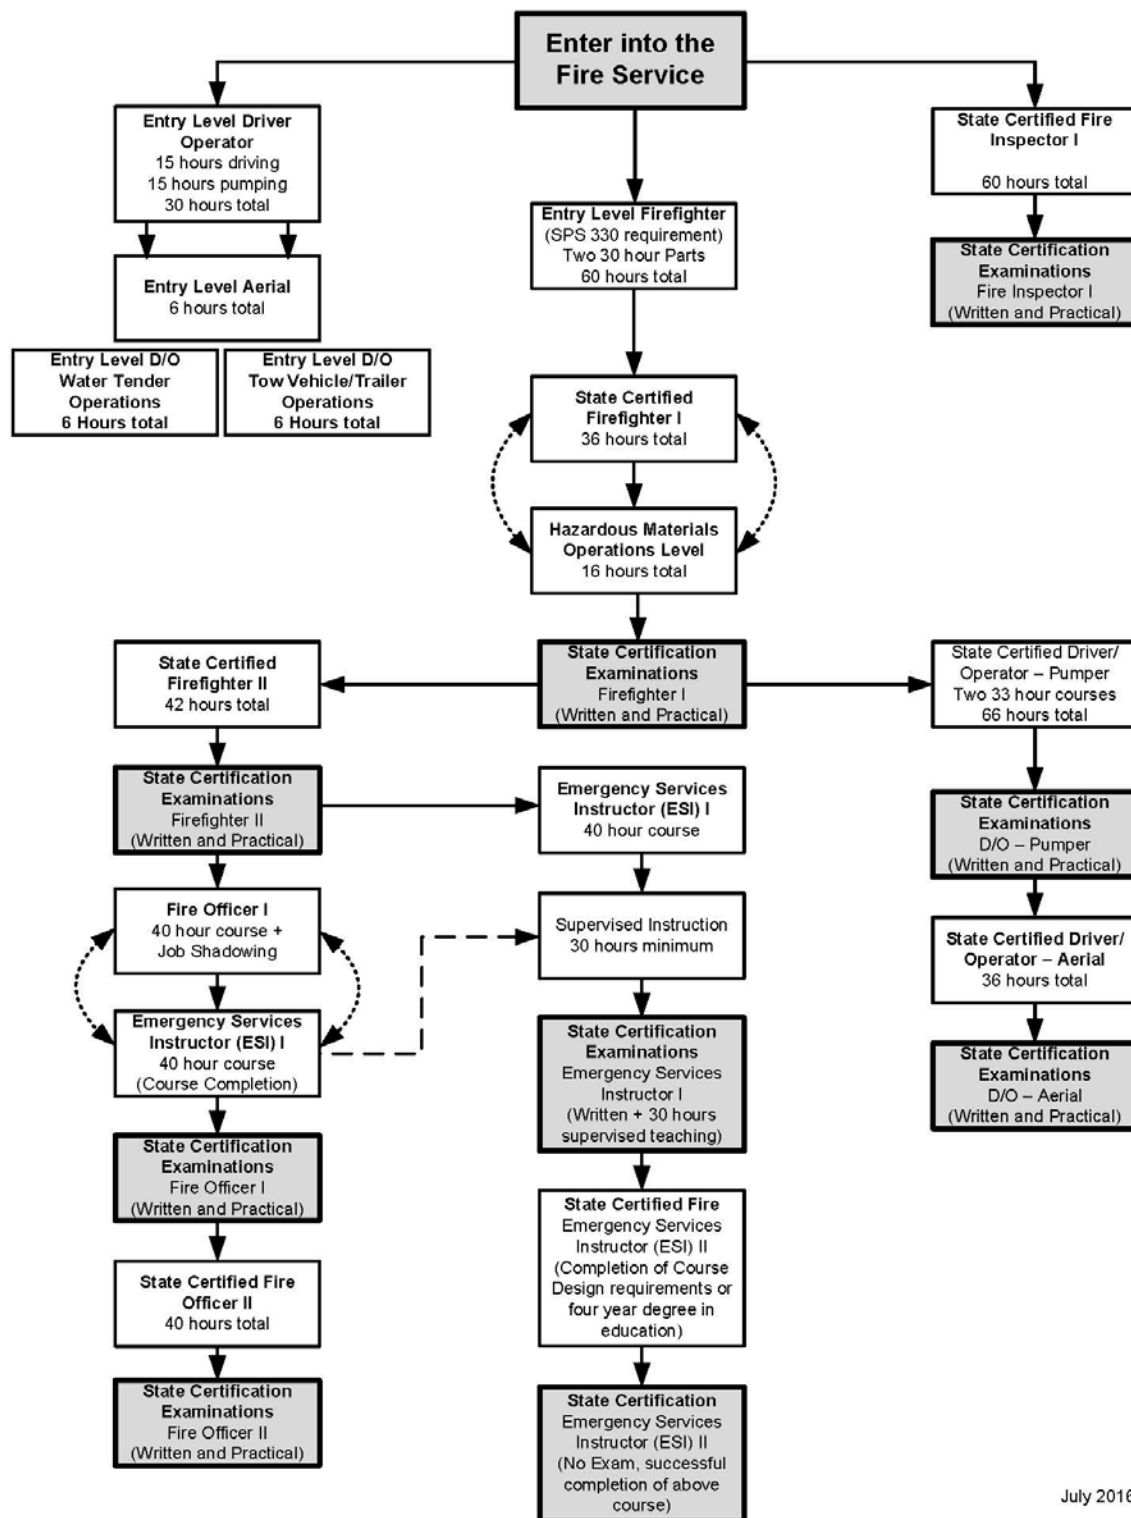 Enter into the
Fire Service
Entry Level Driver
Operator
15 hours driving
15 hours pumping
30 hours total
State Certified Fire
Inspector I
60 hours total
Entry Level Firefighter
(SPS 330 requirement)
Two 30 hour Parts
60 hours total
State Certification
Examinations
Fire Inspector I
(Written and Practical)
Entry Level Aerial
6 hours total
Entry Level D/O
Water Tender
Operations
6 Hours total
Entry Level D/O
Tow Vehicle/Trailer
Operations
6 Hours total
State Certified
Firefighter I
36 hours total
Hazardous Materials
Operations Level
16 hours total
State Certified
Firefighter II
42 hours total
State Certification
Examinations
Firefighter I
(Written and Practical)
State Certified Driver/
Operator – Pumper
Two 33 hour courses
66 hours total
State Certification
Examinations
Firefighter II
(Written and Practical)
Emergency Services
Instructor (ESI) I
40 hour course
State Certification
Examinations
D/O – Pumper
(Written and Practical)
Fire Officer I
40 hour course +
Job Shadowing
Supervised Instruction
30 hours minimum
State Certified Driver/
Operator – Aerial
36 hours total
Emergency Services
Instructor (ESI) I
40 hour course
(Course Completion)
State Certification
Examinations
Emergency Services
Instructor I
(Written + 30 hours
supervised teaching)
State Certification
Examinations
D/O – Aerial
(Written and Practical)
State Certification
Examinations
Fire Officer I
(Written and Practical)
State Certified Fire
Emergency Services
Instructor (ESI) II
(Completion of Course
Design requirements or
four year degree in
education)
State Certified Fire
Officer II
40 hours total
State Certification
Examinations
Fire Officer II
(Written and Practical)
State Certification
Emergency Services
Instructor (ESI) II
(No Exam, successful
completion of above
course)
July 2016